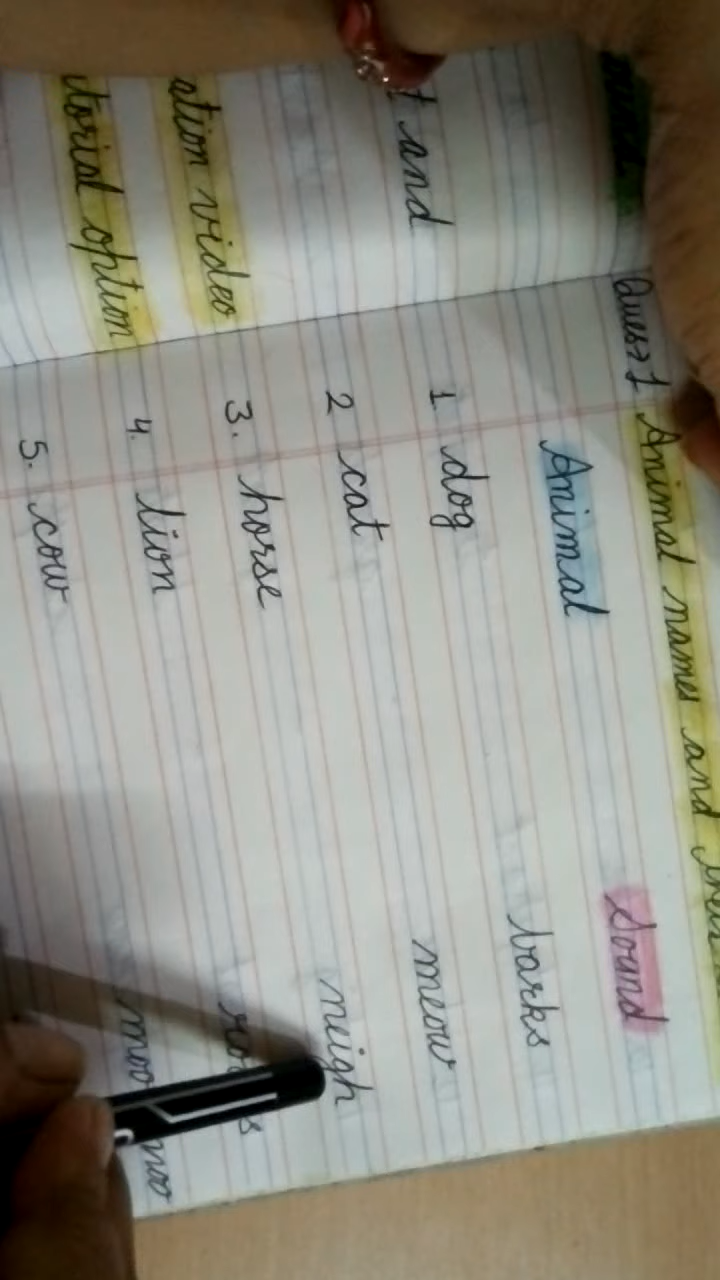 t and
ation video
torial option
Ques→1 Animal names and
Animal Sound
1. dog barks
2 cat meow
3. horse neigh
4. lion
5. cow moo moo